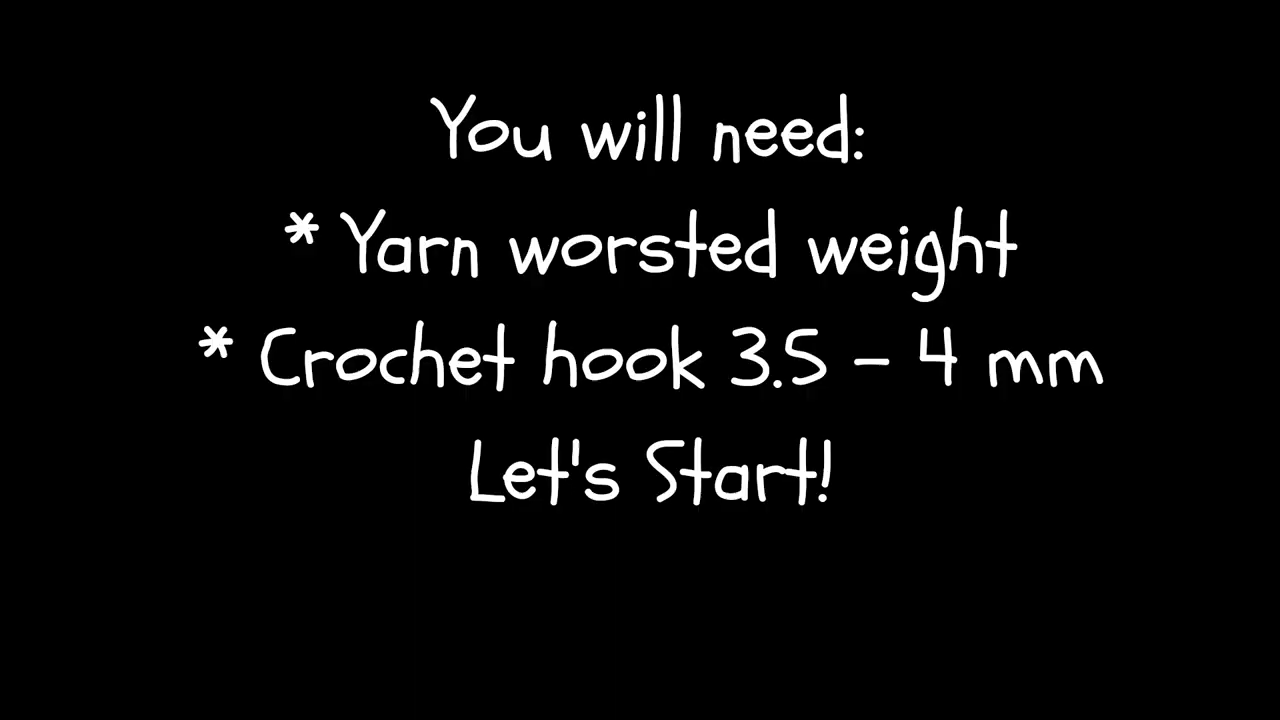 You will need:
* Yarn worsted weight
* Crochet hook 3.5 - 4 mm
Let's Start!